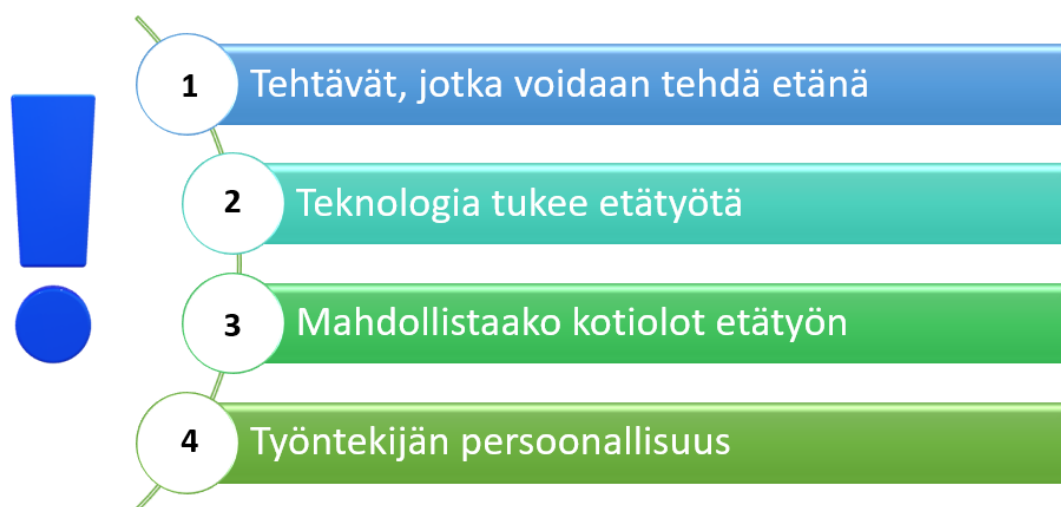 1 Tehtävät, jotka voidaan tehdä etänä
2 Teknologia tukee etätyötä
3 Mahdollistaako kotiolot etätyön
4 Työntekijän persoonallisuus